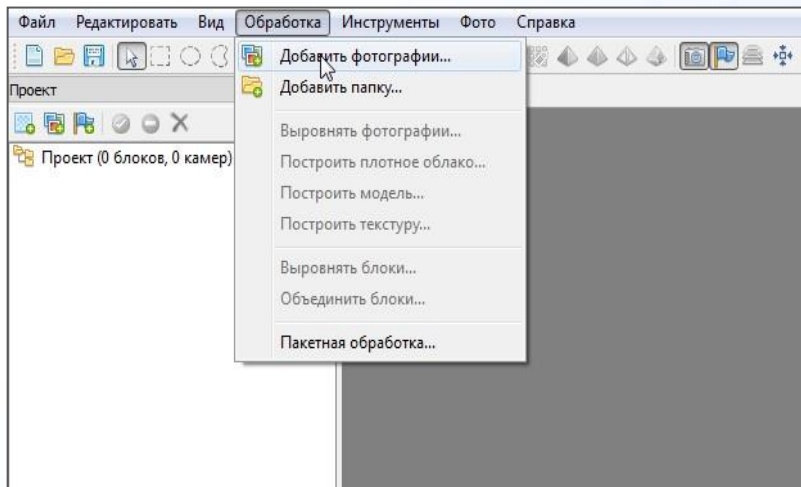 Файл Редактировать Вид Обработка Инструменты Фото Справка
Добавить фотографии...
Проект
Добавить папку...
Выровнять фотографии...
Проект (0 блоков, 0 камер)
Построить плотное облако...
Построить модель...
Построить текстуру...
Выровнять блоки...
Объединить блоки...
Пакетная обработка...